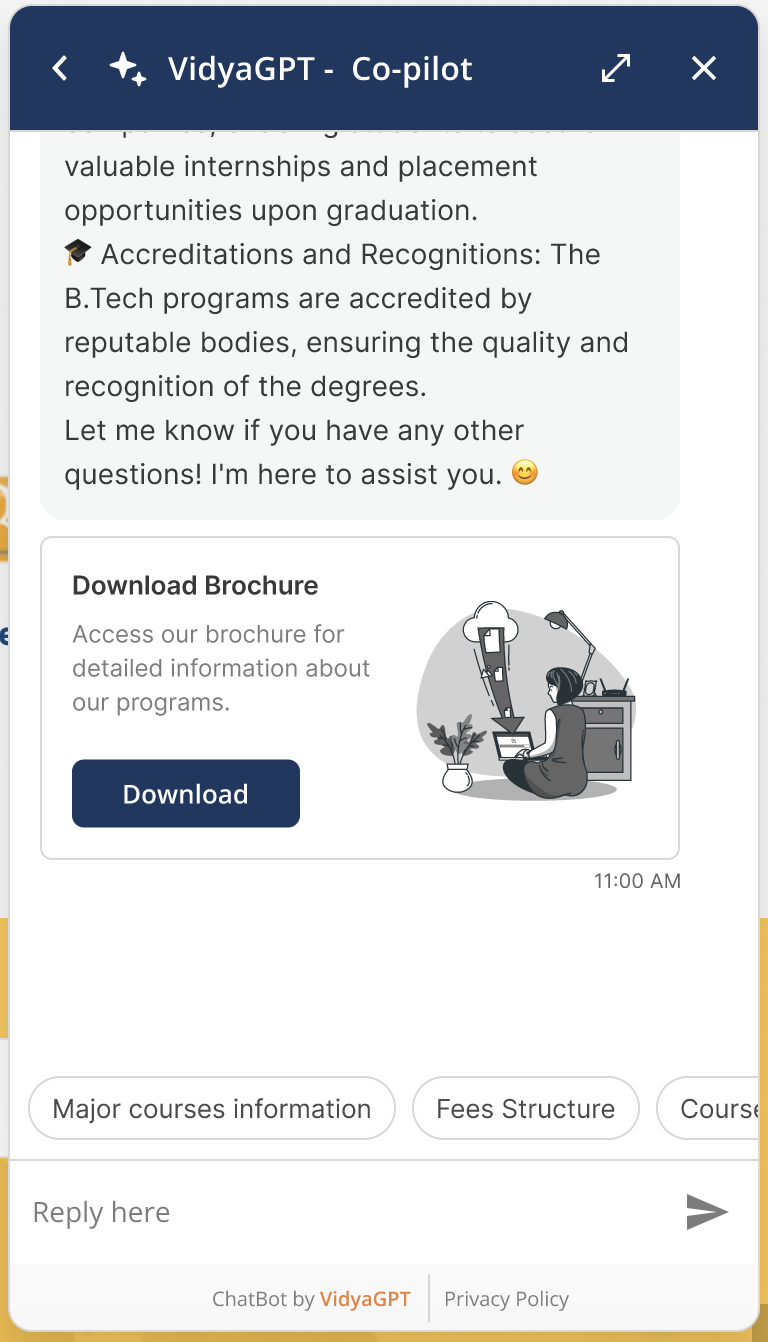 VidyaGPT - Co-pilot
valuable internships and placement
opportunities upon graduation.
🎓 Accreditations and Recognitions: The
B.Tech programs are accredited by
reputable bodies, ensuring the quality and
recognition of the degrees.
Let me know if you have any other
questions! I'm here to assist you. 😊
Download Brochure
Access our brochure for
detailed information about
our programs.
Download
11:00 AM
Major courses information
Fees Structure
Course
Reply here
ChatBot by VidyaGPT
Privacy Policy